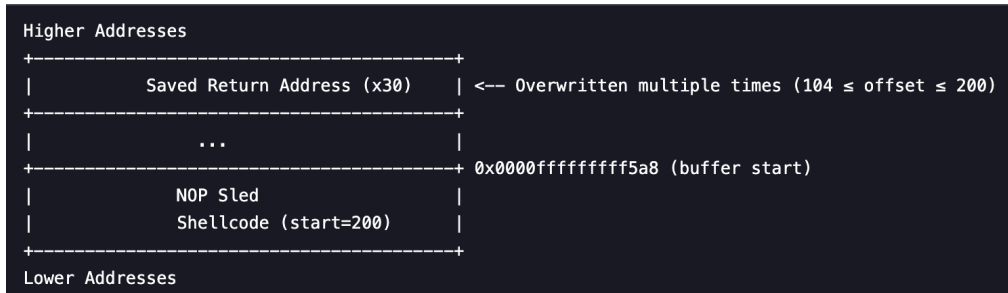 Higher Addresses
+-----------------------------------------+
|           Saved Return Address (x30)    | <-- Overwritten multiple times (104 ≤ offset ≤ 200)
+-----------------------------------------+
|                ...                      |
+-----------------------------------------+ 0x0000fffffffff5a8 (buffer start)
|              NOP Sled                   |
|              Shellcode (start=200)      |
+-----------------------------------------+
Lower Addresses